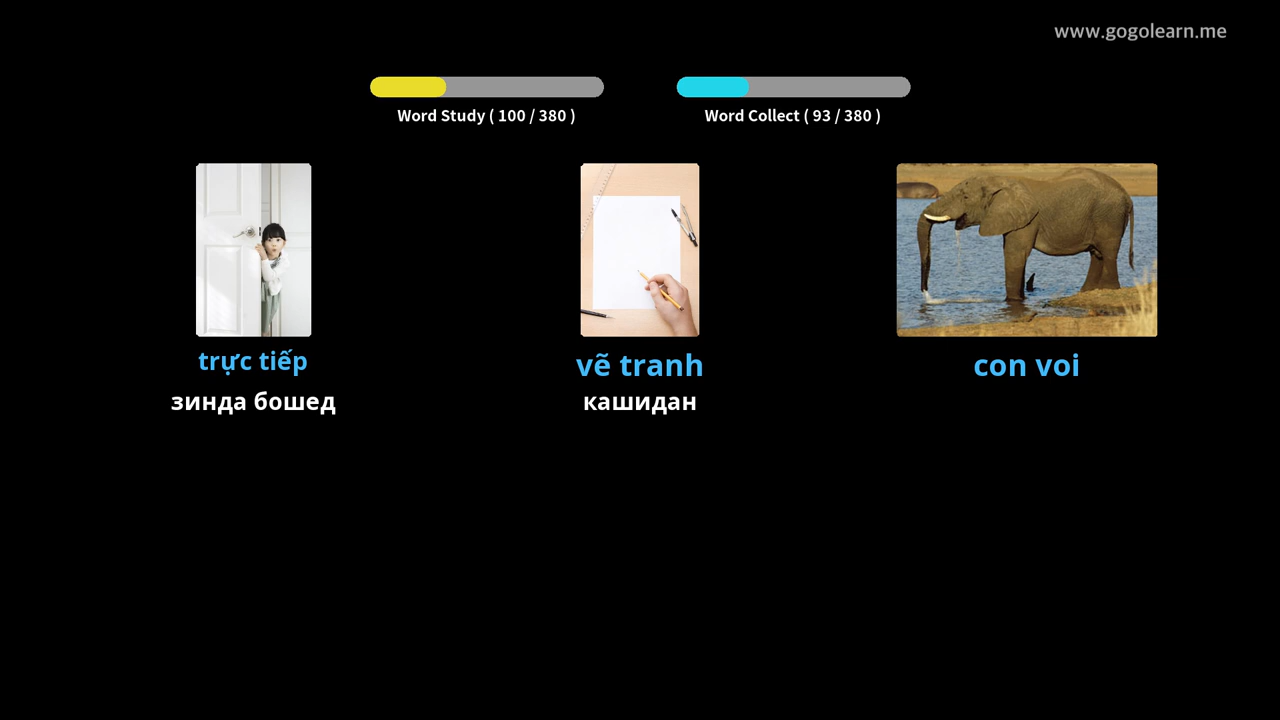 www.gogolearn.me
Word Study ( 100 / 380 )
Word Collect ( 93 / 380 )
trực tiếp
зинда бошед
vẽ tranh
кашидан
con voi